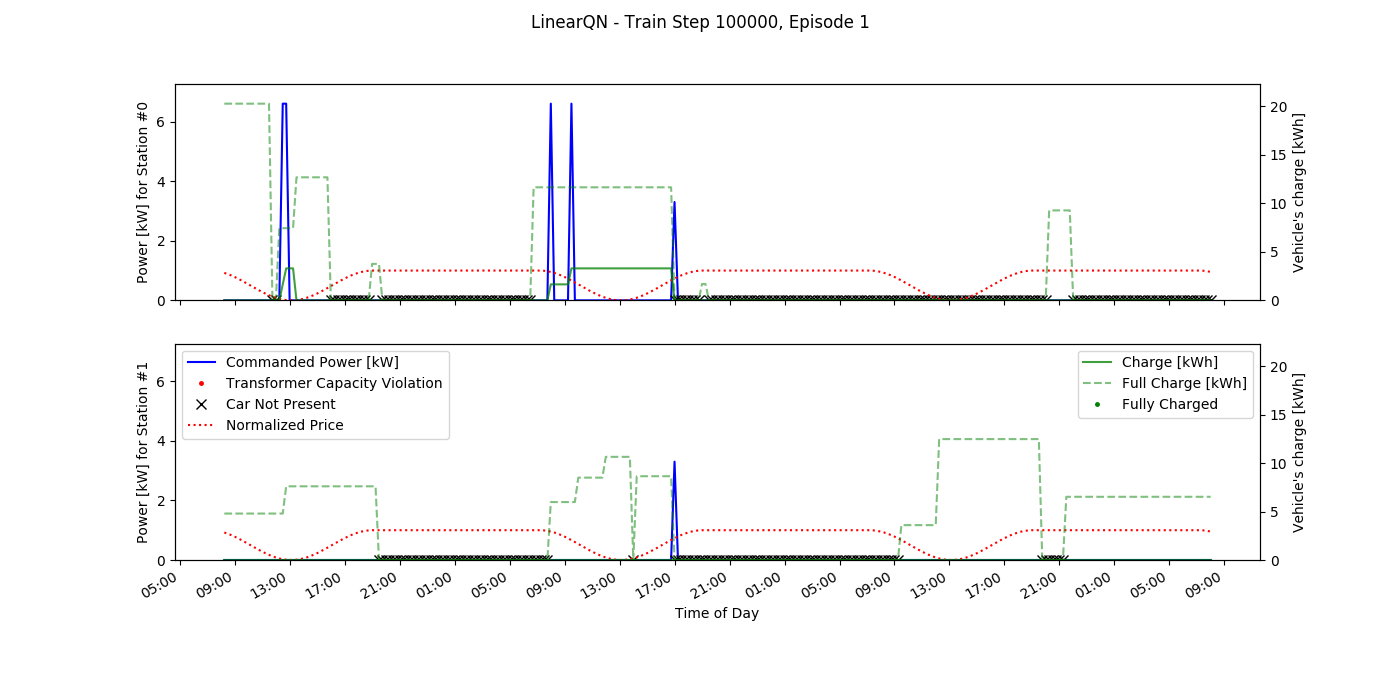 LinearQN - Train Step 100000, Episode 1
Power [kW] for Station #0
6
4
2
0
20
15
10
5
0
Vehicle's charge [kWh]
Power [kW] for Station #1
6
4
2
0
Commanded Power [kW]
Transformer Capacity Violation
Car Not Present
Normalized Price
Charge [kWh]
Full Charge [kWh]
Fully Charged
20
15
10
5
0
Vehicle's charge [kWh]
05:00
09:00
13:00
17:00
21:00
01:00
05:00
09:00
13:00
17:00
21:00
01:00
05:00
09:00
13:00
17:00
21:00
01:00
05:00
09:00
Time of Day